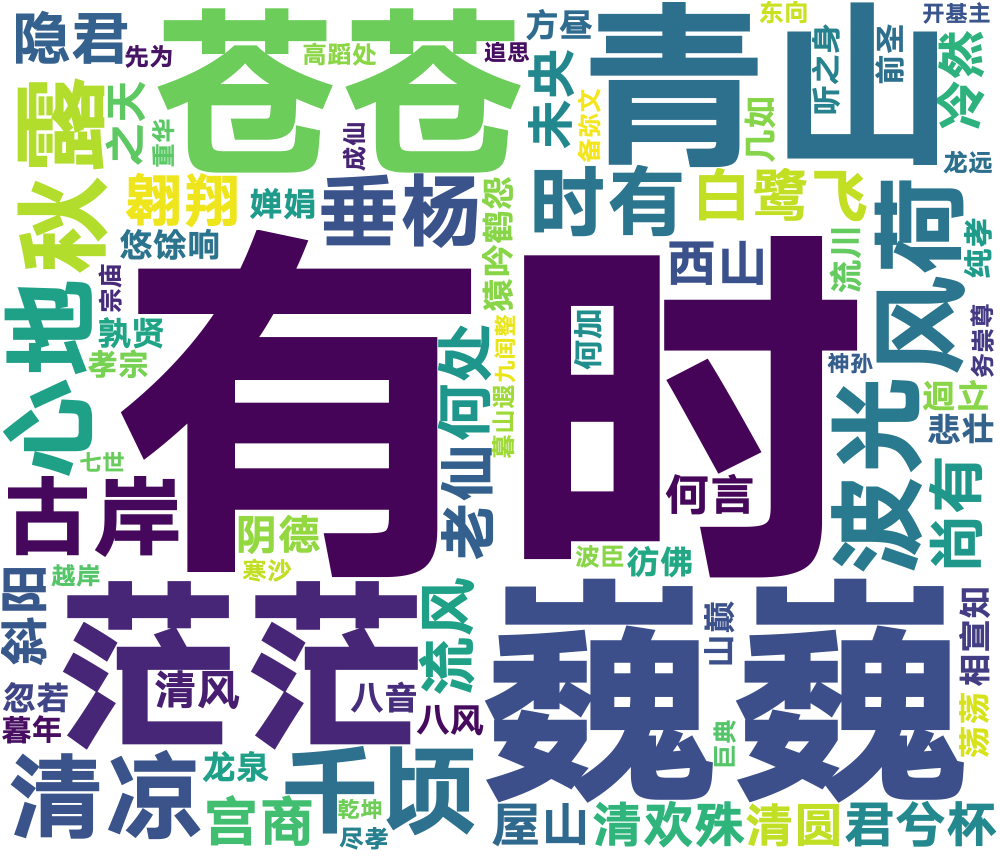 隐君
先为
苍苍
高蹈处
追思
方昼
青山
东向
开基主
听之身
前圣
冷然
露
之天
重华
成仙
未央
备弥文
几如
龙远
秋
翱翔
婵娟
垂杨
猿吟鹤怨
时有
白鹭飞
风荷
纯孝
悠馀响
西山
流川
宗庙
心地
孰贤
孝宗
有时
何处
九闰整
暮山遐
何加
神孙
务崇尊
波光
迴立
悲壮
七世
古岸
老仙
何言
尚有
阴德
寒沙
波臣
彷佛
斜阳
越岸
茫茫
流风
巍巍
山巅
相宣知
清风
八音
八风
忽若
暮年
巨典
荡荡
清凉
龙泉
宫商
千顷
乾坤
尽孝
屋山
清欢殊
清圆
君兮杯